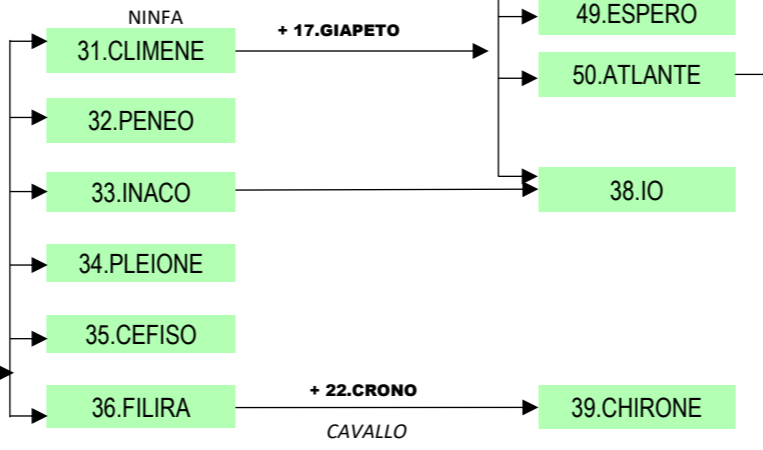 NINFA
31.CLIMENE
+ 17.GIAPETO
49.ESPERO
50.ATLANTE
32.PENEO
33.INACO
38.IO
34.PLEIONE
35.CEFISO
36.FILIRA
+ 22.CRONO
CAVALLO
39.CHIRONE